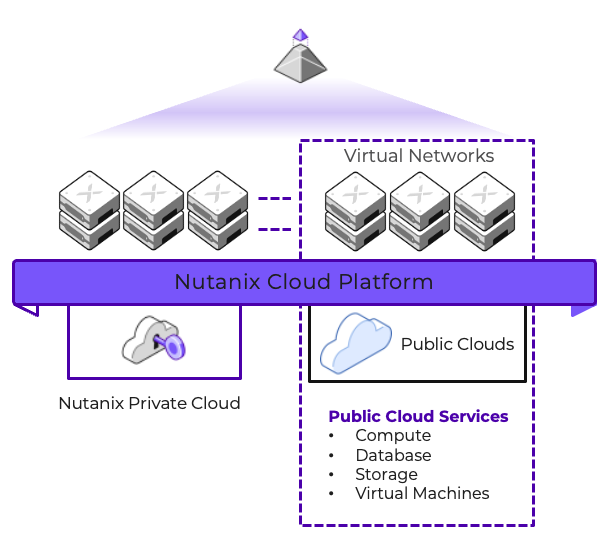 Virtual Networks
Nutanix Cloud Platform
Public Clouds
Nutanix Private Cloud
Public Cloud Services
• Compute
• Database
• Storage
• Virtual Machines